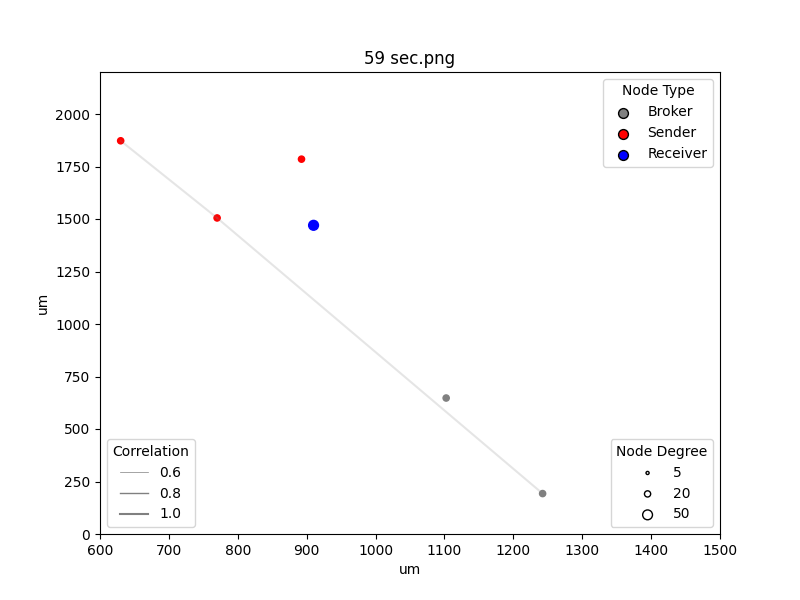 59 sec.png
Node Type
Broker
Sender
Receiver
2000
1750
1500
1250
1000
750
500
250
0
um
Correlation
0.6
0.8
1.0
Node Degree
5
20
50
600 700 800 900 1000 1100 1200 1300 1400 1500
um